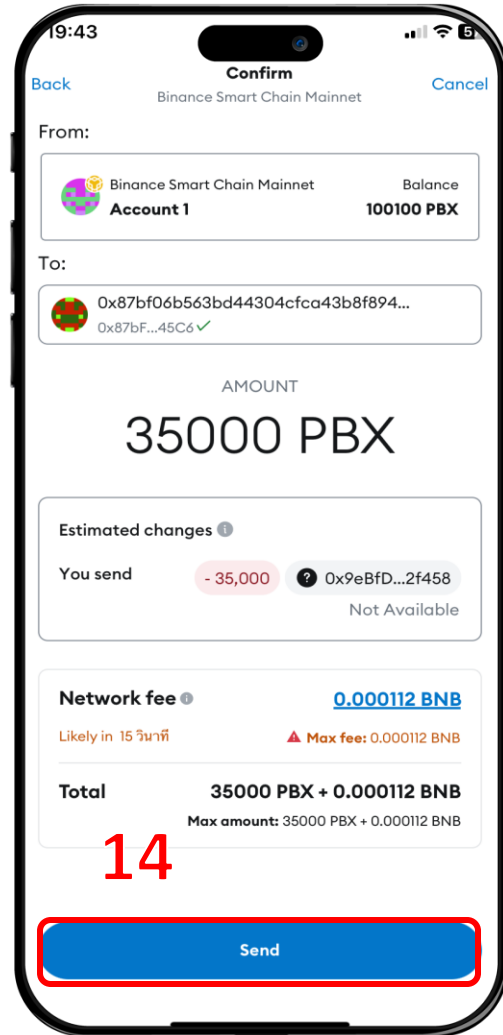 19:43
Back
Confirm
Cancel
Binance Smart Chain Mainnet
From:
Binance Smart Chain Mainnet
Balance
Account 1
100100 PBX
To:
0x87bf06b563bd44304cfca43b8f894...
0x87bF...45C6
AMOUNT
35000 PBX
Estimated changes
You send
- 35,000
0x9eBfD...2f458
Not Available
Network fee
0.000112 BNB
Likely in 15 วินาที
Max fee: 0.000112 BNB
Total
35000 PBX + 0.000112 BNB
Max amount: 35000 PBX + 0.000112 BNB
14
Send